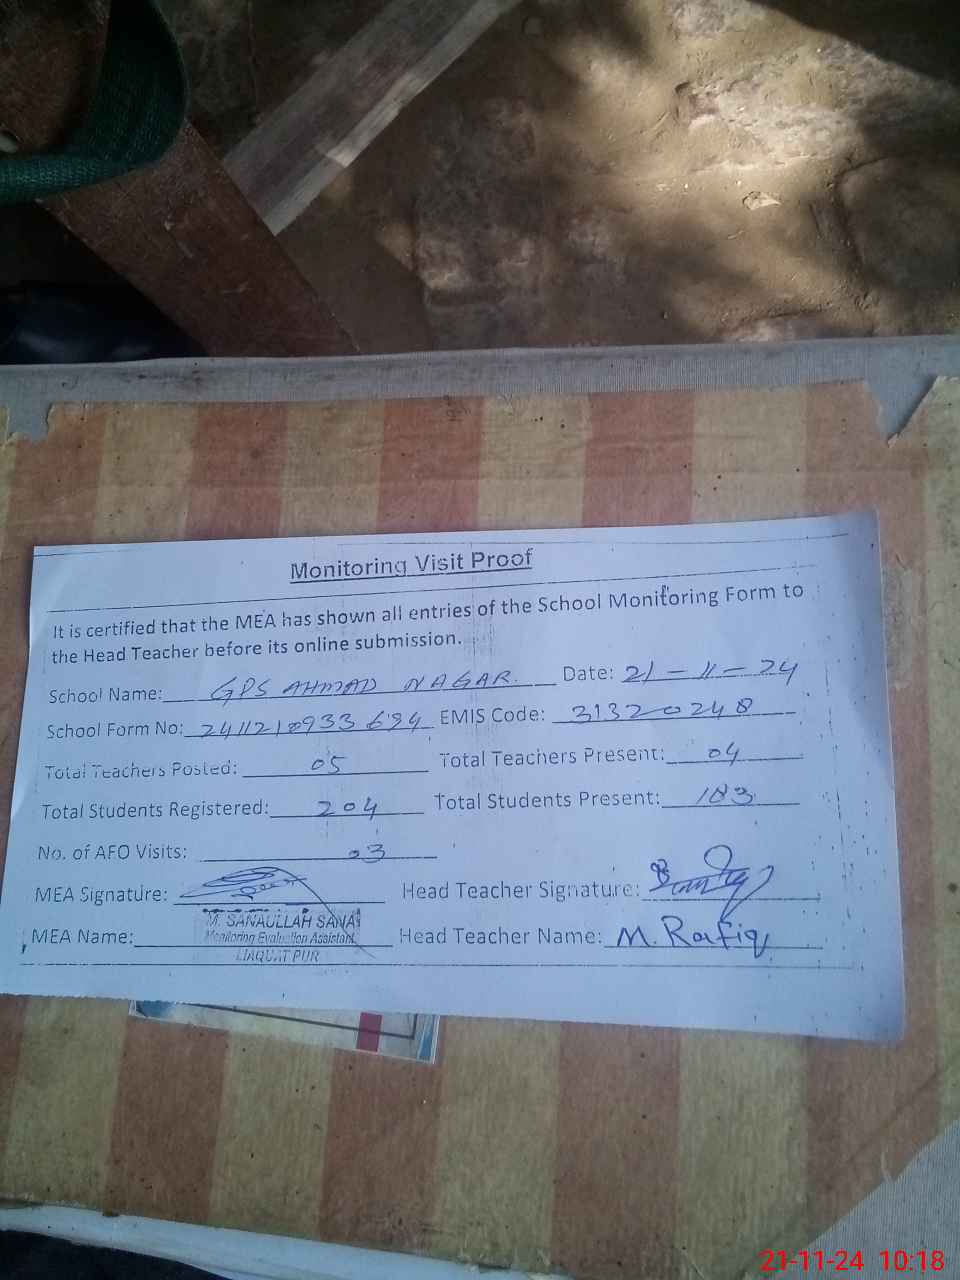 Monitoring Visit Proof
It is certified that the MEA has shown all entries of the School Monitoring Form to
the Head Teacher before its online submission.
School Name: GPS AHMAD NAGAR. Date: 21-11-24
School Form No: 2411210933694 EMIS Code: 31320248
Total Teachers Posted: 05 Total Teachers Present: 04
Total Students Registered: 204 Total Students Present: 183
No. of AFO Visits: 03
MEA Signature: Head Teacher Signature:
M. SANAULLAH SANA
MEA Name: Monitoring Evaluation Assistant Head Teacher Name: M. Rafiq
LIAQUAT PUR
21-11-24 10:18